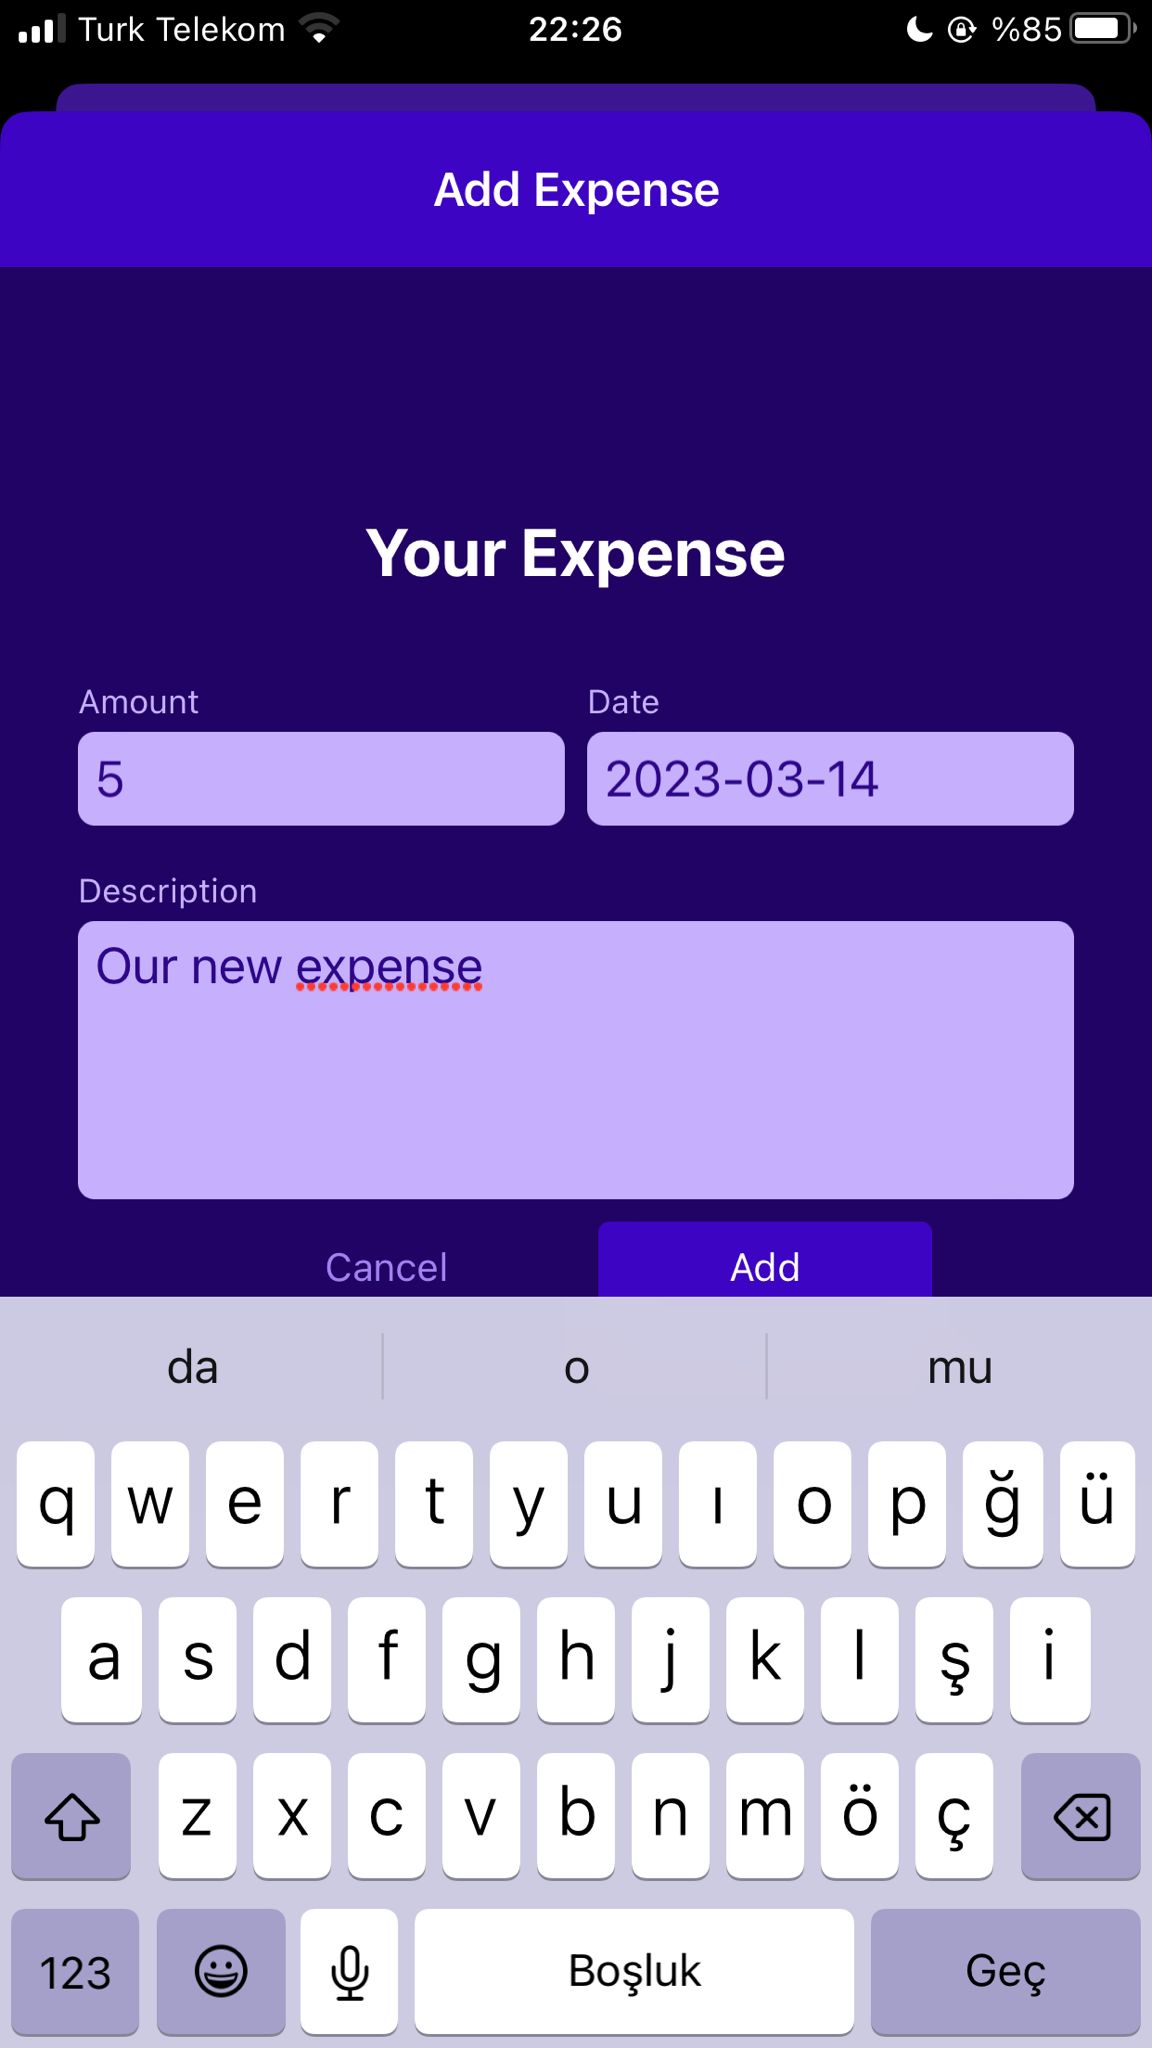 Turk Telekom 22:26 %85
Add Expense
Your Expense
Amount Date
5 2023-03-14
Description
Our new expense
Cancel Add
da o mu
q w e r t y u ı o p ğ ü
a s d f g h j k l ş i
z x c v b n m ö ç
123 Boşluk Geç